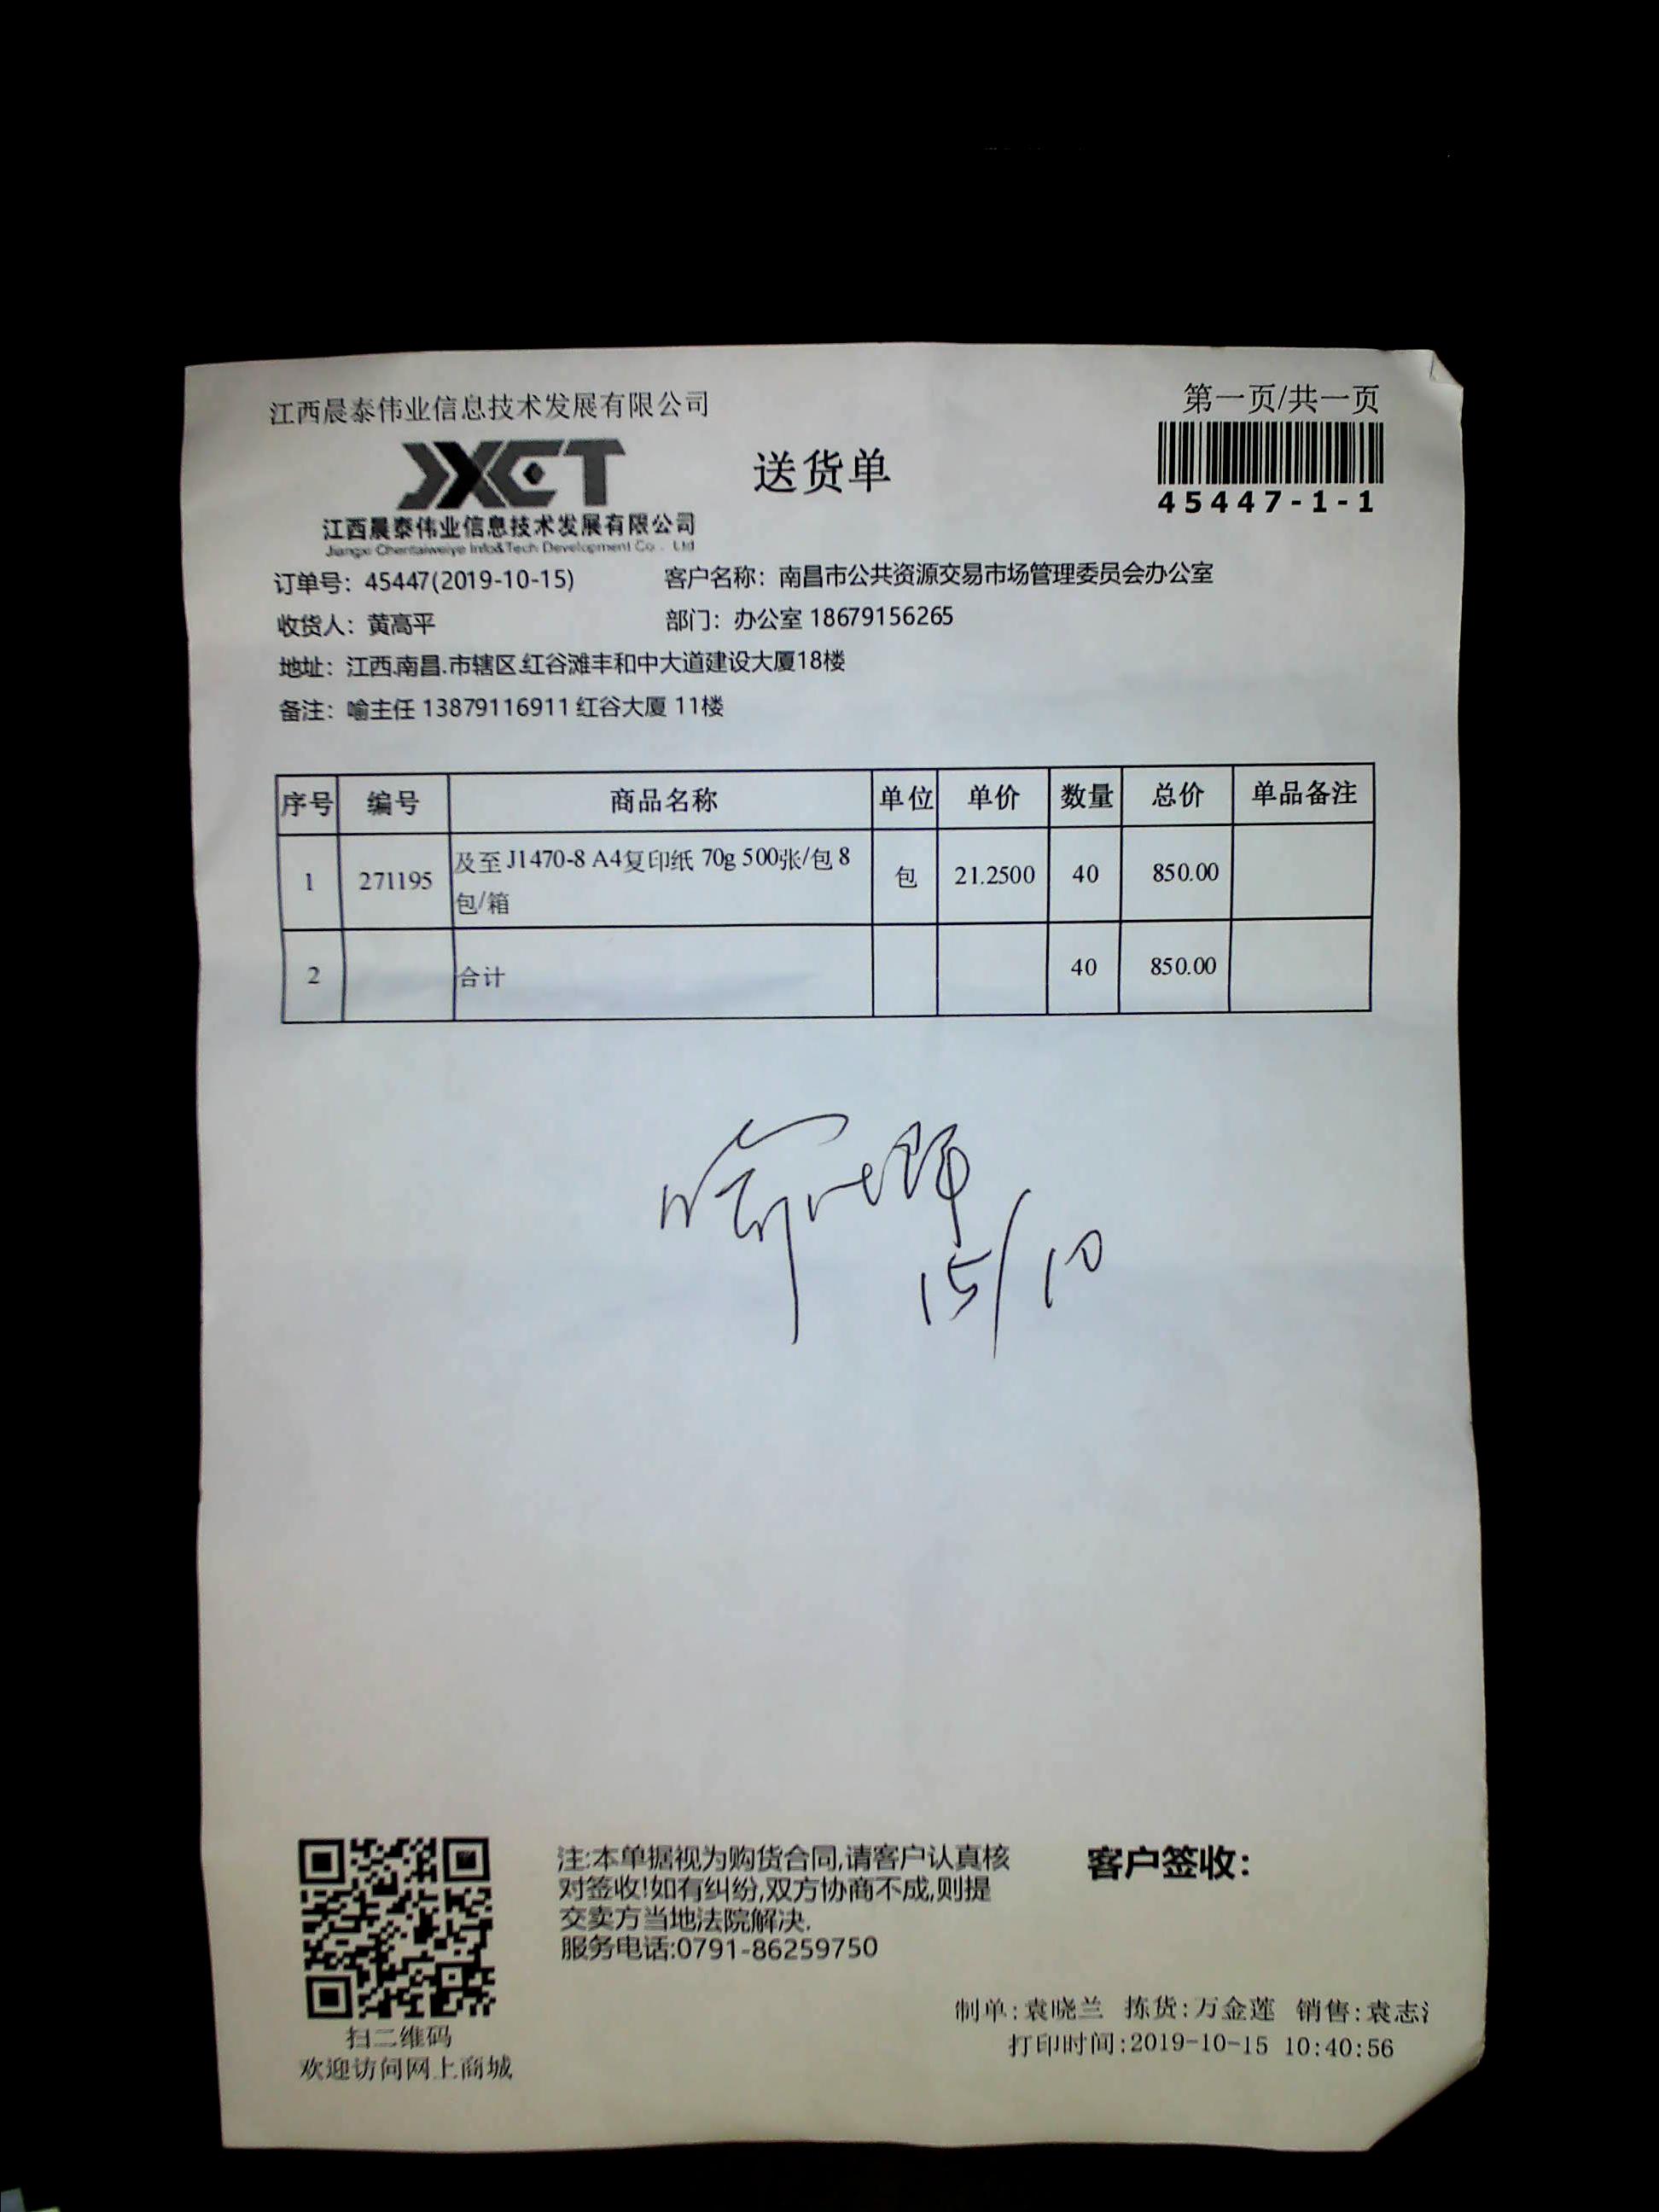 江西晨泰伟业信息技术发展有限公司
第一页/共一页
JXCT
送货单
45447-1-1
江西晨泰伟业信息技术发展有限公司
Jiangxi Chentaiweiye Info&Tech Development Co., Ltd
订单号：45447(2019-10-15) 客户名称：南昌市公共资源交易市场管理委员会办公室
收货人：黄高平 部门：办公室 18679156265
地址：江西.南昌.市辖区.红谷滩丰和中大道建设大厦18楼
备注：喻主任 13879116911 红谷大厦 11楼
序号 编号 商品名称 单位 单价 数量 总价 单品备注
1 271195 及至 J1470-8 A4复印纸 70g 500张/包 8包/箱 包 21.2500 40 850.00
2 合计 40 850.00
喻
15/10
注:本单据视为购货合同,请客户认真核
对签收!如有纠纷,双方协商不成,则提
交卖方当地法院解决.
服务电话:0791-86259750
客户签收：
扫二维码
欢迎访问网上商城
制单:袁晓兰 拣货:万金莲 销售:袁志
打印时间:2019-10-15 10:40:56